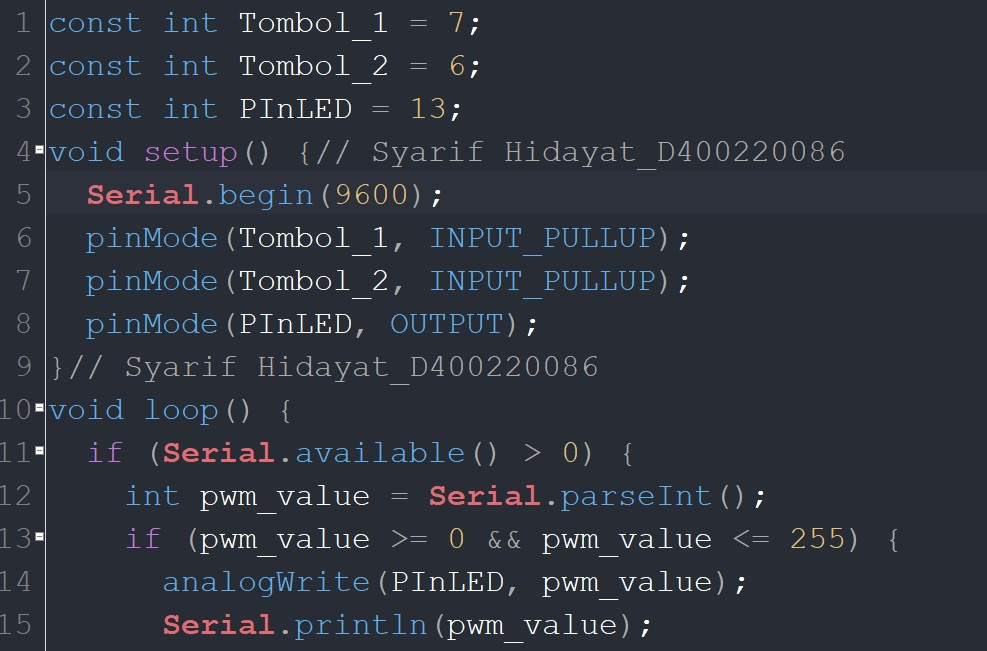 1 const int Tombol_1 = 7;
2 const int Tombol_2 = 6;
3 const int PInLED = 13;
4 void setup() {// Syarif Hidayat_D400220086
5   Serial.begin(9600);
6   pinMode(Tombol_1, INPUT_PULLUP);
7   pinMode(Tombol_2, INPUT_PULLUP);
8   pinMode(PInLED, OUTPUT);
9 }// Syarif Hidayat_D400220086
10 void loop() {
11   if (Serial.available() > 0) {
12     int pwm_value = Serial.parseInt();
13     if (pwm_value >= 0 && pwm_value <= 255) {
14       analogWrite(PInLED, pwm_value);
15       Serial.println(pwm_value);